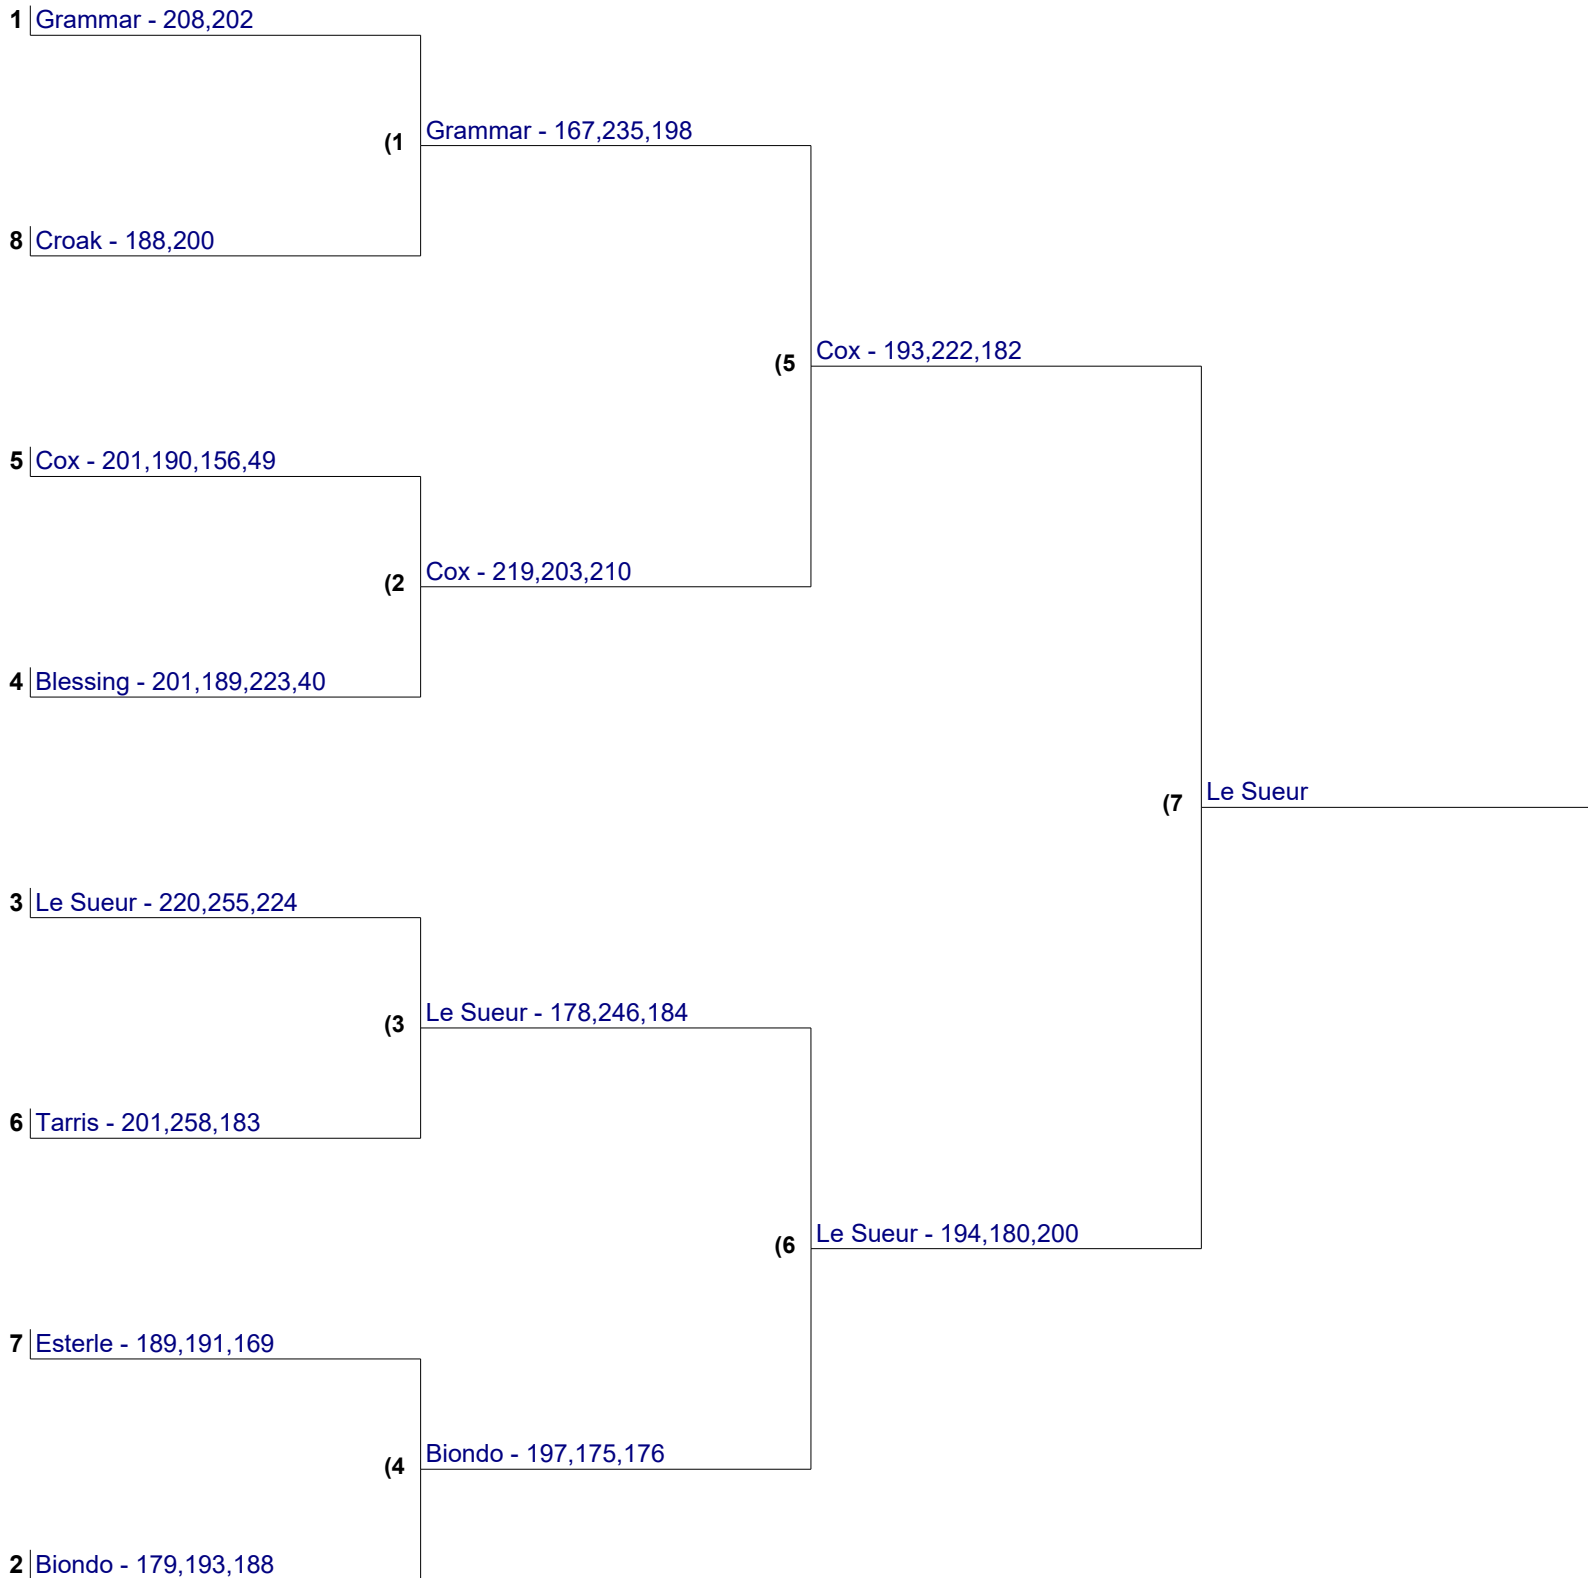 1 Grammar - 208,202
(1 Grammar - 167,235,198
8 Croak - 188,200
(5 Cox - 193,222,182
5 Cox - 201,190,156,49
(2 Cox - 219,203,210
4 Blessing - 201,189,223,40
(7 Le Sueur
3 Le Sueur - 220,255,224
(3 Le Sueur - 178,246,184
6 Tarris - 201,258,183
(6 Le Sueur - 194,180,200
7 Esterle - 189,191,169
(4 Biondo - 197,175,176
2 Biondo - 179,193,188